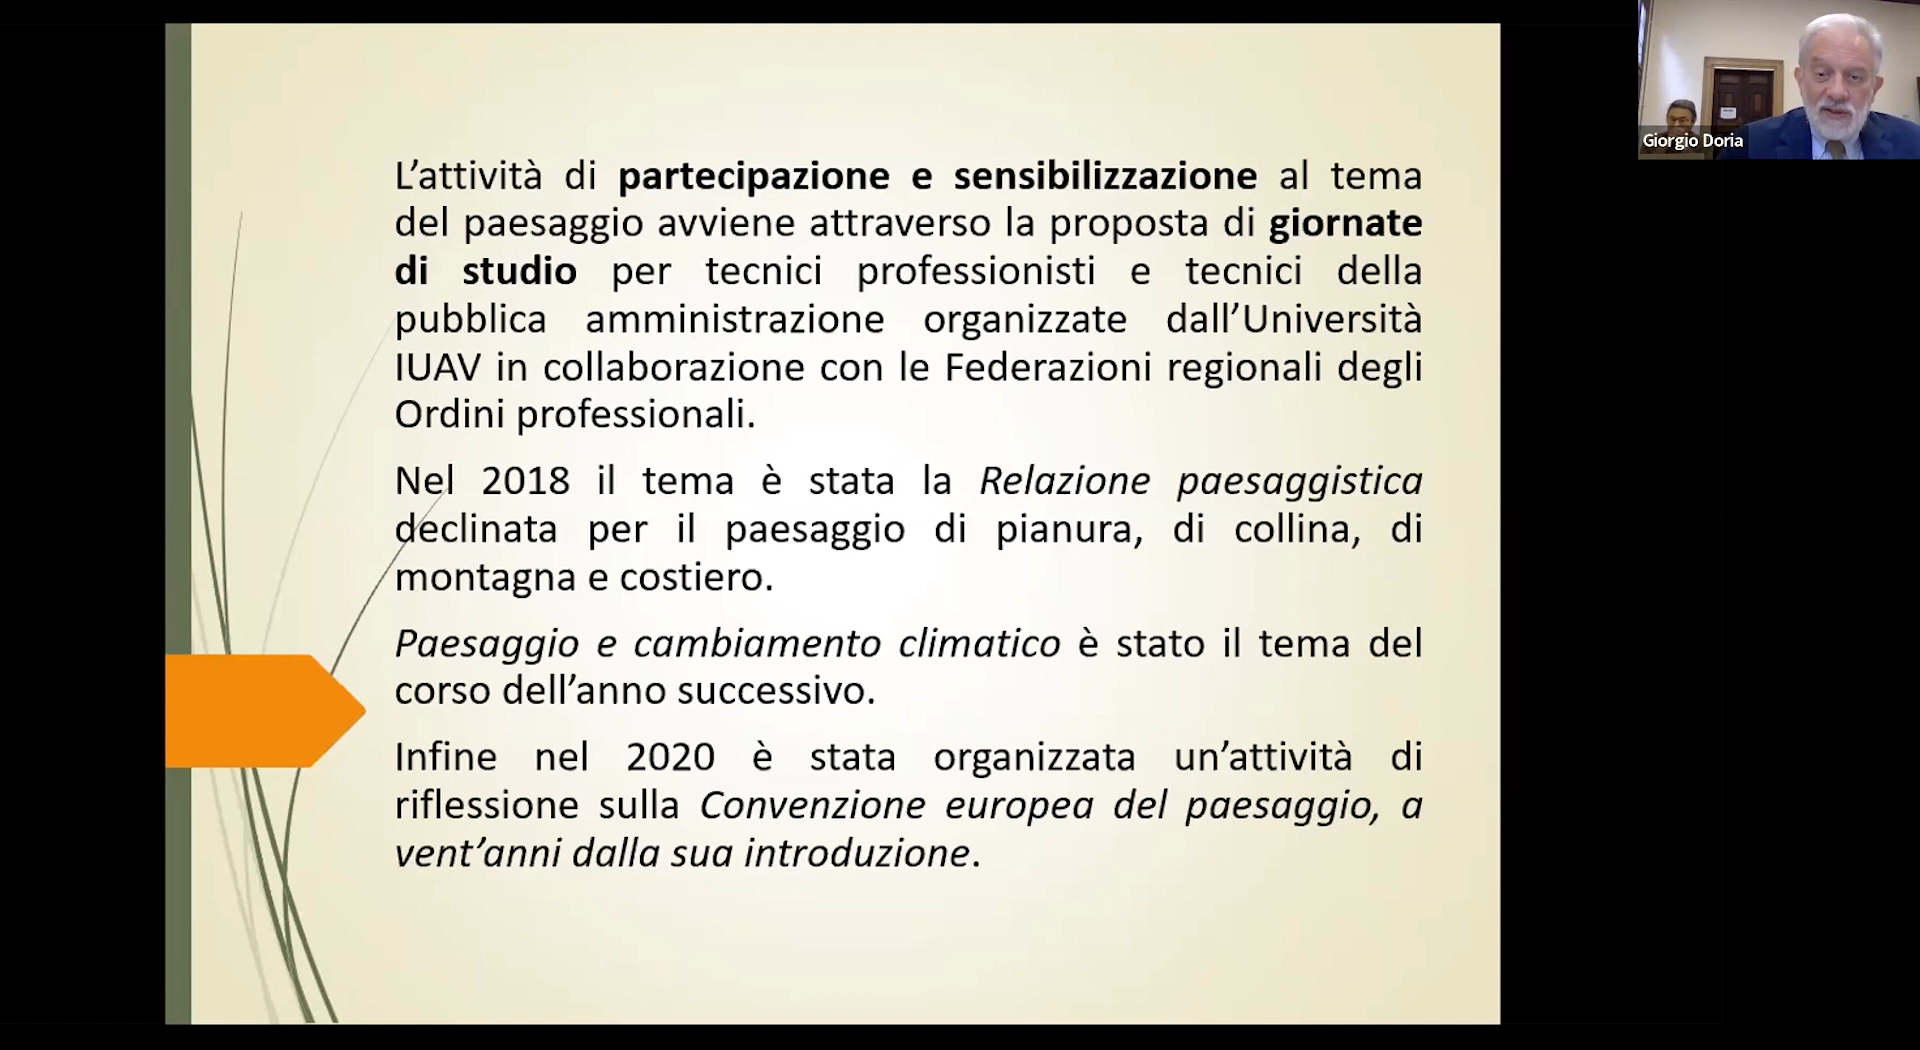 L’attività di partecipazione e sensibilizzazione al tema
del paesaggio avviene attraverso la proposta di giornate
di studio per tecnici professionisti e tecnici della
pubblica amministrazione organizzate dall’Università
IUAV in collaborazione con le Federazioni regionali degli
Ordini professionali.
Nel 2018 il tema è stata la Relazione paesaggistica
declinata per il paesaggio di pianura, di collina, di
montagna e costiero.
Paesaggio e cambiamento climatico è stato il tema del
corso dell’anno successivo.
Infine nel 2020 è stata organizzata un’attività di
riflessione sulla Convenzione europea del paesaggio, a
vent’anni dalla sua introduzione.
Giorgio Doria